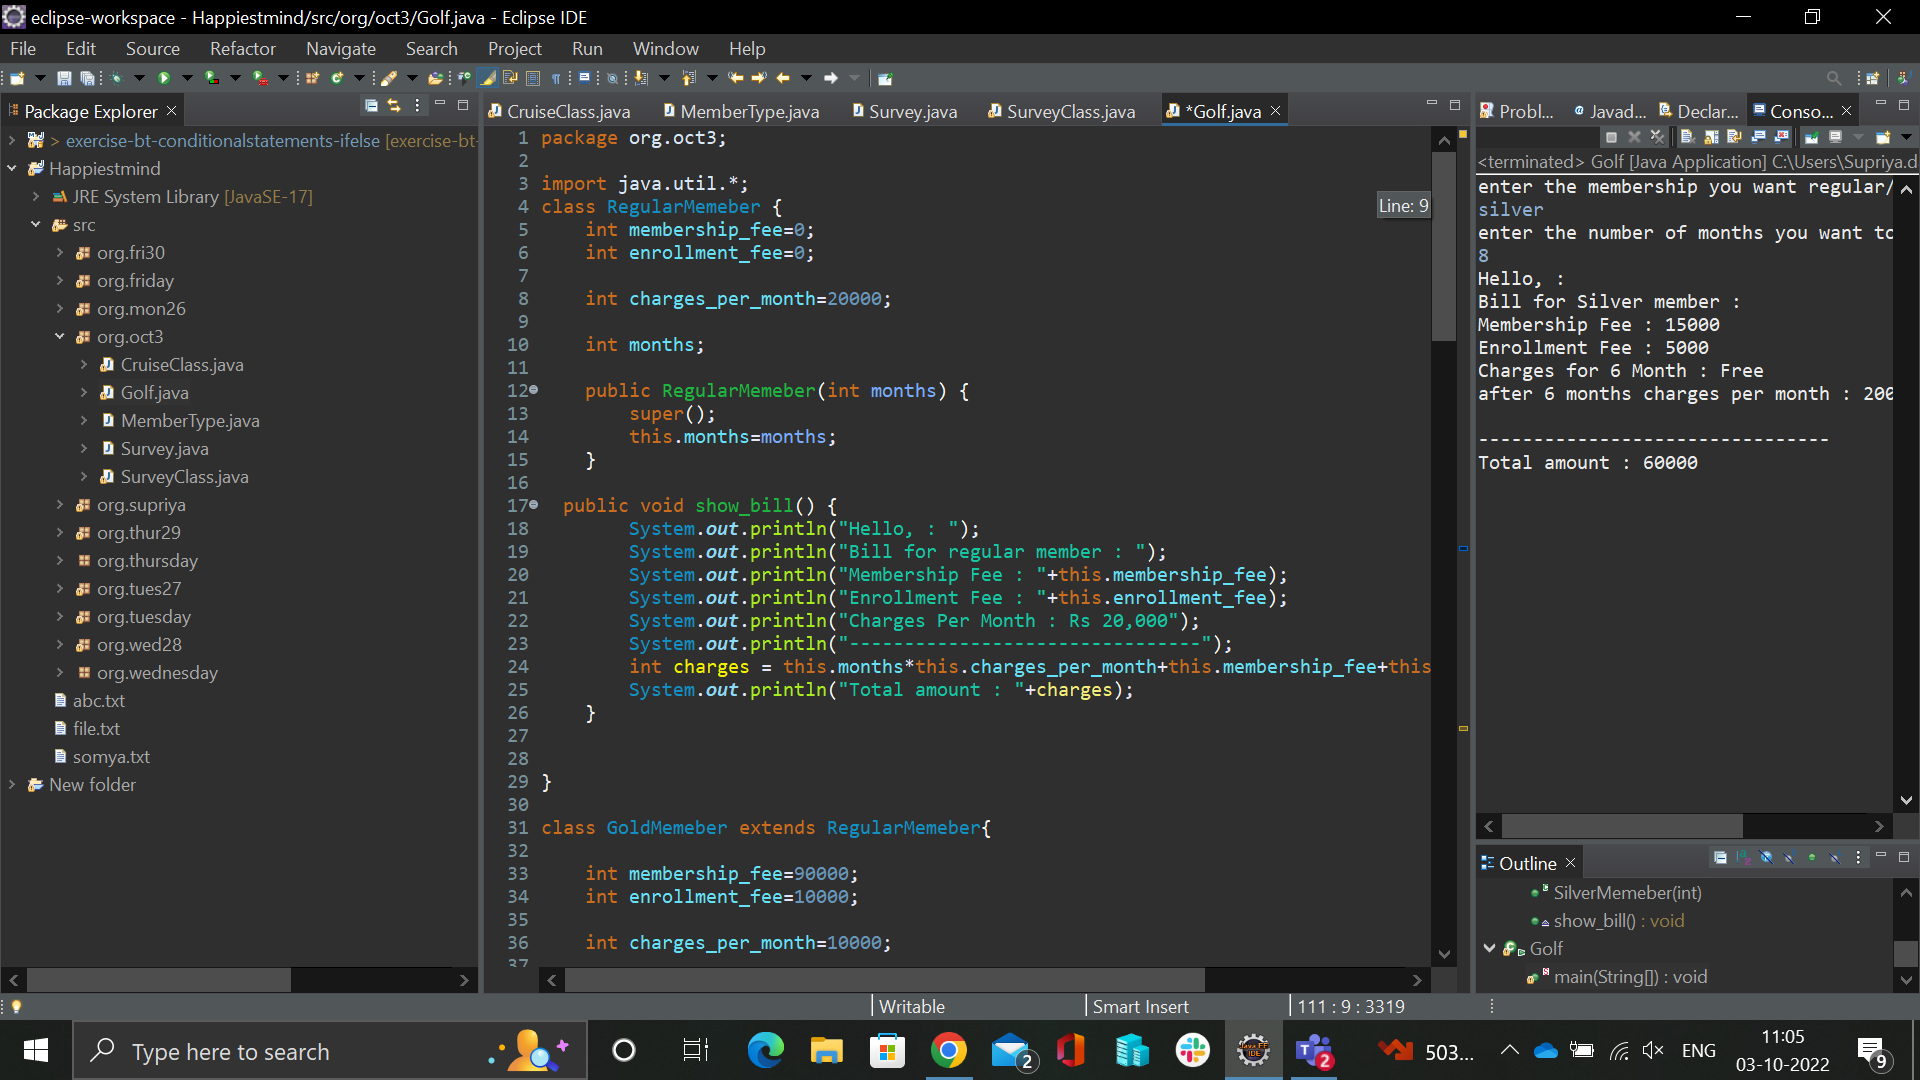 eclipse-workspace - Happiestmind/src/org/oct3/Golf.java - Eclipse IDE
File Edit Source Refactor Navigate Search Project Run Window Help
Package Explorer
> exercise-bt-conditionalstatements-ifelse [exercise-bt-
Happiestmind
JRE System Library [JavaSE-17]
src
org.fri30
org.friday
org.mon26
org.oct3
CruiseClass.java
Golf.java
MemberType.java
Survey.java
SurveyClass.java
org.supriya
org.thur29
org.thursday
org.tues27
org.tuesday
org.wed28
org.wednesday
abc.txt
file.txt
somya.txt
New folder
CruiseClass.java MemberType.java Survey.java SurveyClass.java *Golf.java
1 package org.oct3;
2
3 import java.util.*;
4 class RegularMemeber {
5 int membership_fee=0;
6 int enrollment_fee=0;
7
8 int charges_per_month=20000;
9
10 int months;
11
12 public RegularMemeber(int months) {
13 super();
14 this.months=months;
15 }
16
17 public void show_bill() {
18 System.out.println("Hello, : ");
19 System.out.println("Bill for regular member : ");
20 System.out.println("Membership Fee : "+this.membership_fee);
21 System.out.println("Enrollment Fee : "+this.enrollment_fee);
22 System.out.println("Charges Per Month : Rs 20,000");
23 System.out.println("--------------------------------");
24 int charges = this.months*this.charges_per_month+this.membership_fee+this
25 System.out.println("Total amount : "+charges);
26 }
27
28
29 }
30
31 class GoldMemeber extends RegularMemeber{
32
33 int membership_fee=90000;
34 int enrollment_fee=10000;
35
36 int charges_per_month=10000;
37
Line: 9
Probl... Javad... Declar... Conso...
<terminated> Golf [Java Application] C:\Users\Supriya.d
enter the membership you want regular/
silver
enter the number of months you want to
8
Hello, :
Bill for Silver member :
Membership Fee : 15000
Enrollment Fee : 5000
Charges for 6 Month : Free
after 6 months charges per month : 200
--------------------------------
Total amount : 60000
Outline
SilverMemeber(int)
show_bill() : void
Golf
main(String[]) : void
Writable Smart Insert 111 : 9 : 3319
Type here to search
2
2
503...
ENG
11:05
03-10-2022
9